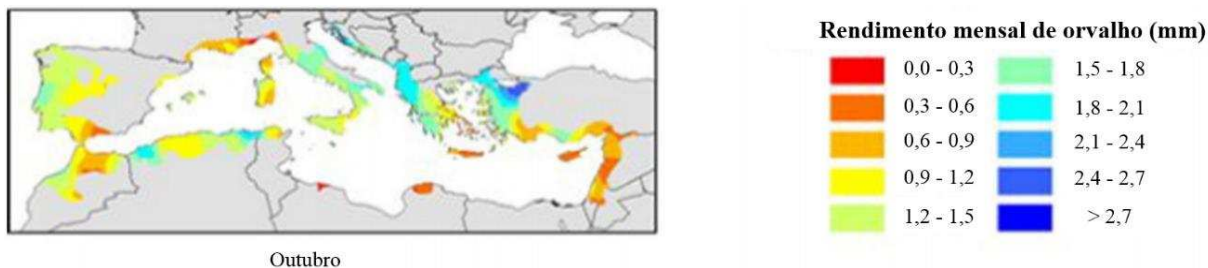 Rendimento mensal de orvalho (mm)
0,0 - 0,3 1,5 - 1,8
0,3 - 0,6 1,8 - 2,1
0,6 - 0,9 2,1 - 2,4
0,9 - 1,2 2,4 - 2,7
1,2 - 1,5 > 2,7
Outubro